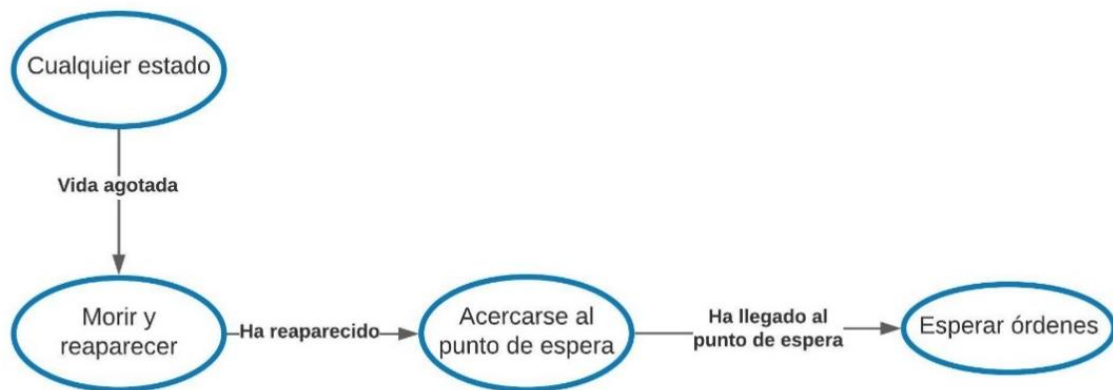 Cualquier estado
Vida agotada
Morir y
reaparecer
Ha reaparecido
Acercarse al
punto de espera
Ha llegado al
punto de espera
Esperar órdenes